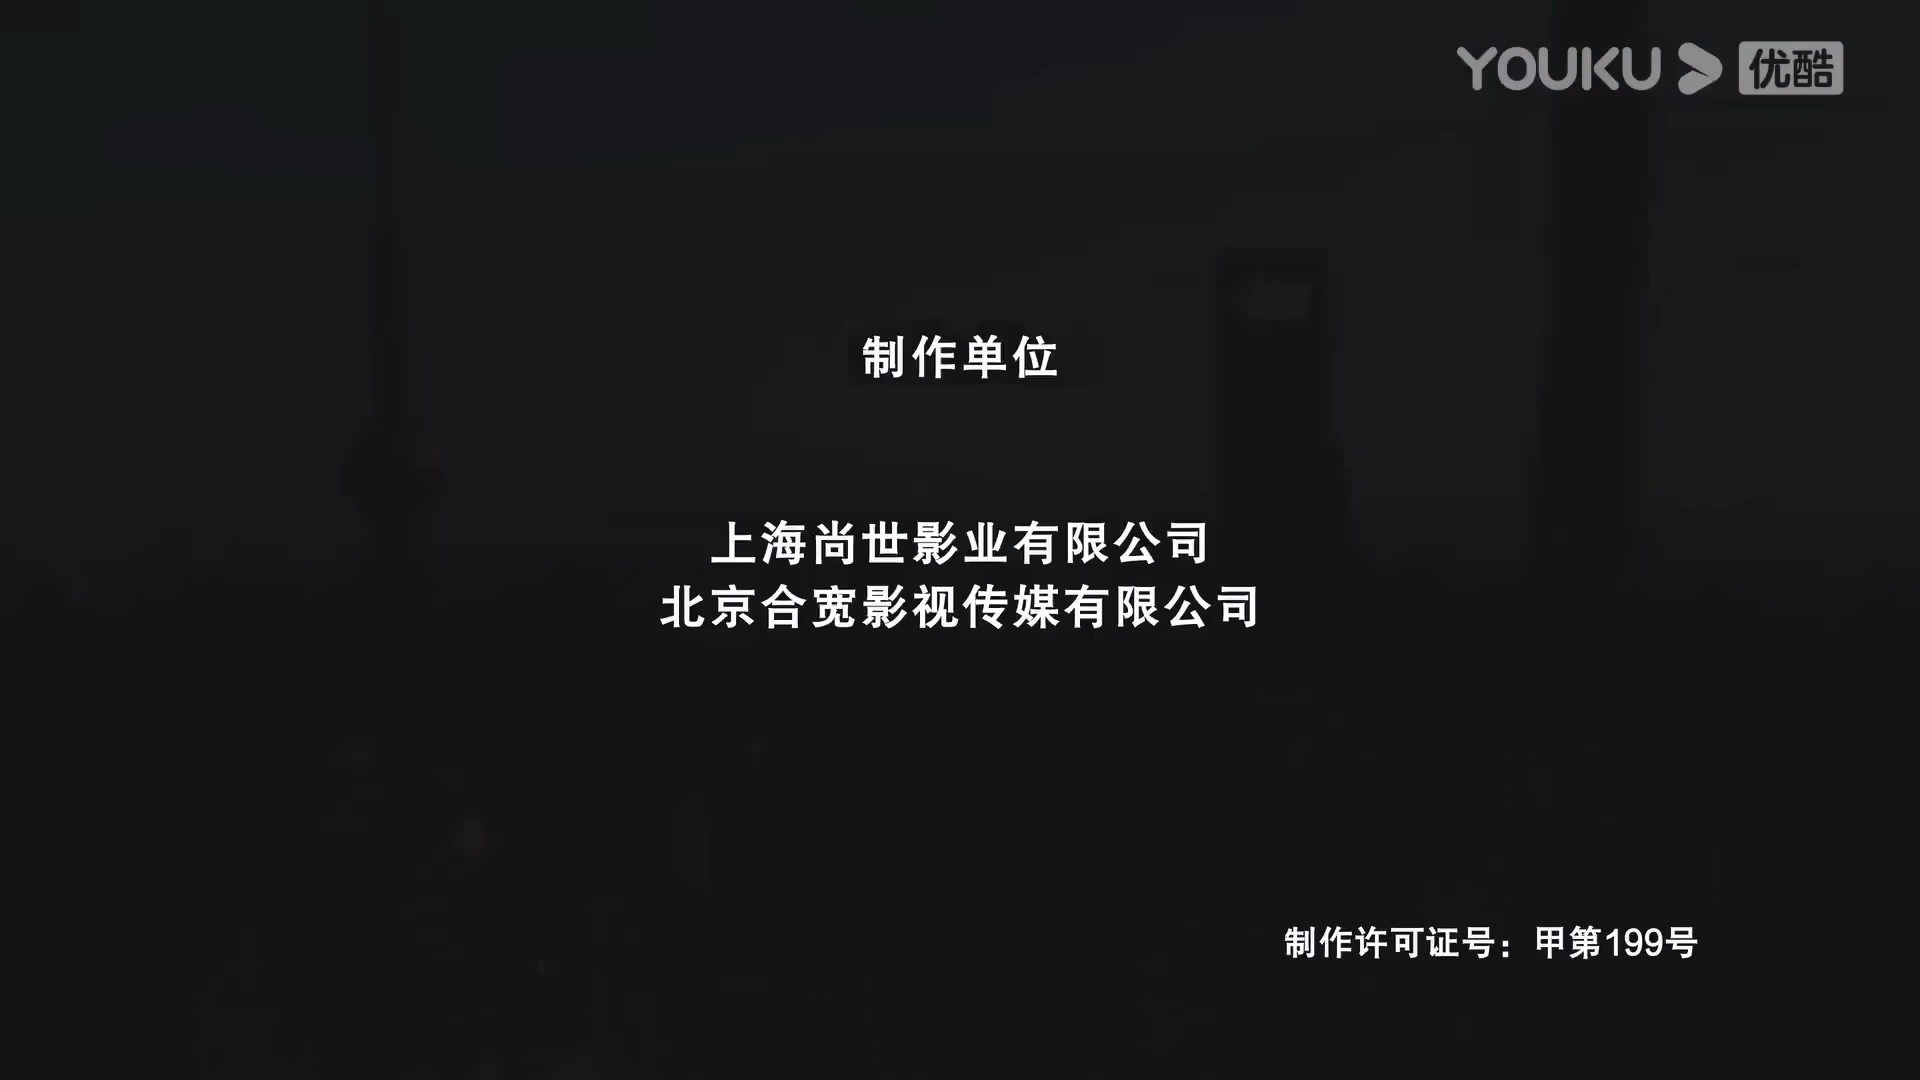 YOUKU 优酷
制作单位
上海尚世影业有限公司
北京合宽影视传媒有限公司
制作许可证号：甲第199号